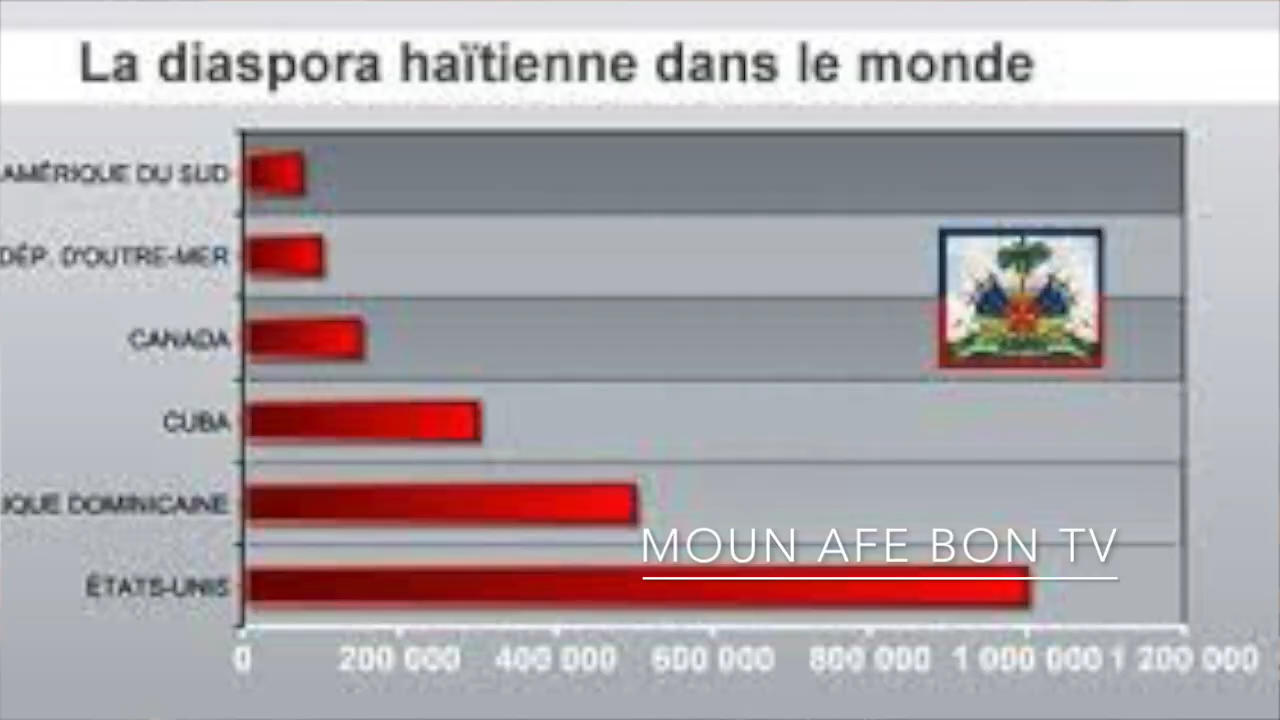 La diaspora haïtienne dans le monde
AMÉRIQUE DU SUD
DÉP. D'OUTRE-MER
CANADA
CUBA
IQUE DOMINICAINE
MOUN AFE BON TV
ÉTATS-UNIS
0 200 000 400 000 600 000 800 000 1 000 000 1 200 000